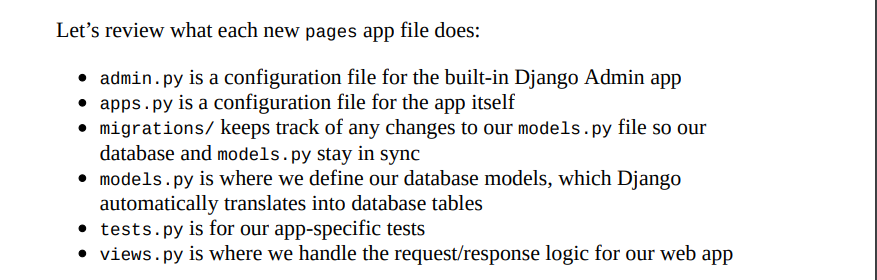 Let’s review what each new pages app file does:
• admin.py is a configuration file for the built-in Django Admin app
• apps.py is a configuration file for the app itself
• migrations/ keeps track of any changes to our models.py file so our
database and models.py stay in sync
• models.py is where we define our database models, which Django
automatically translates into database tables
• tests.py is for our app-specific tests
• views.py is where we handle the request/response logic for our web app